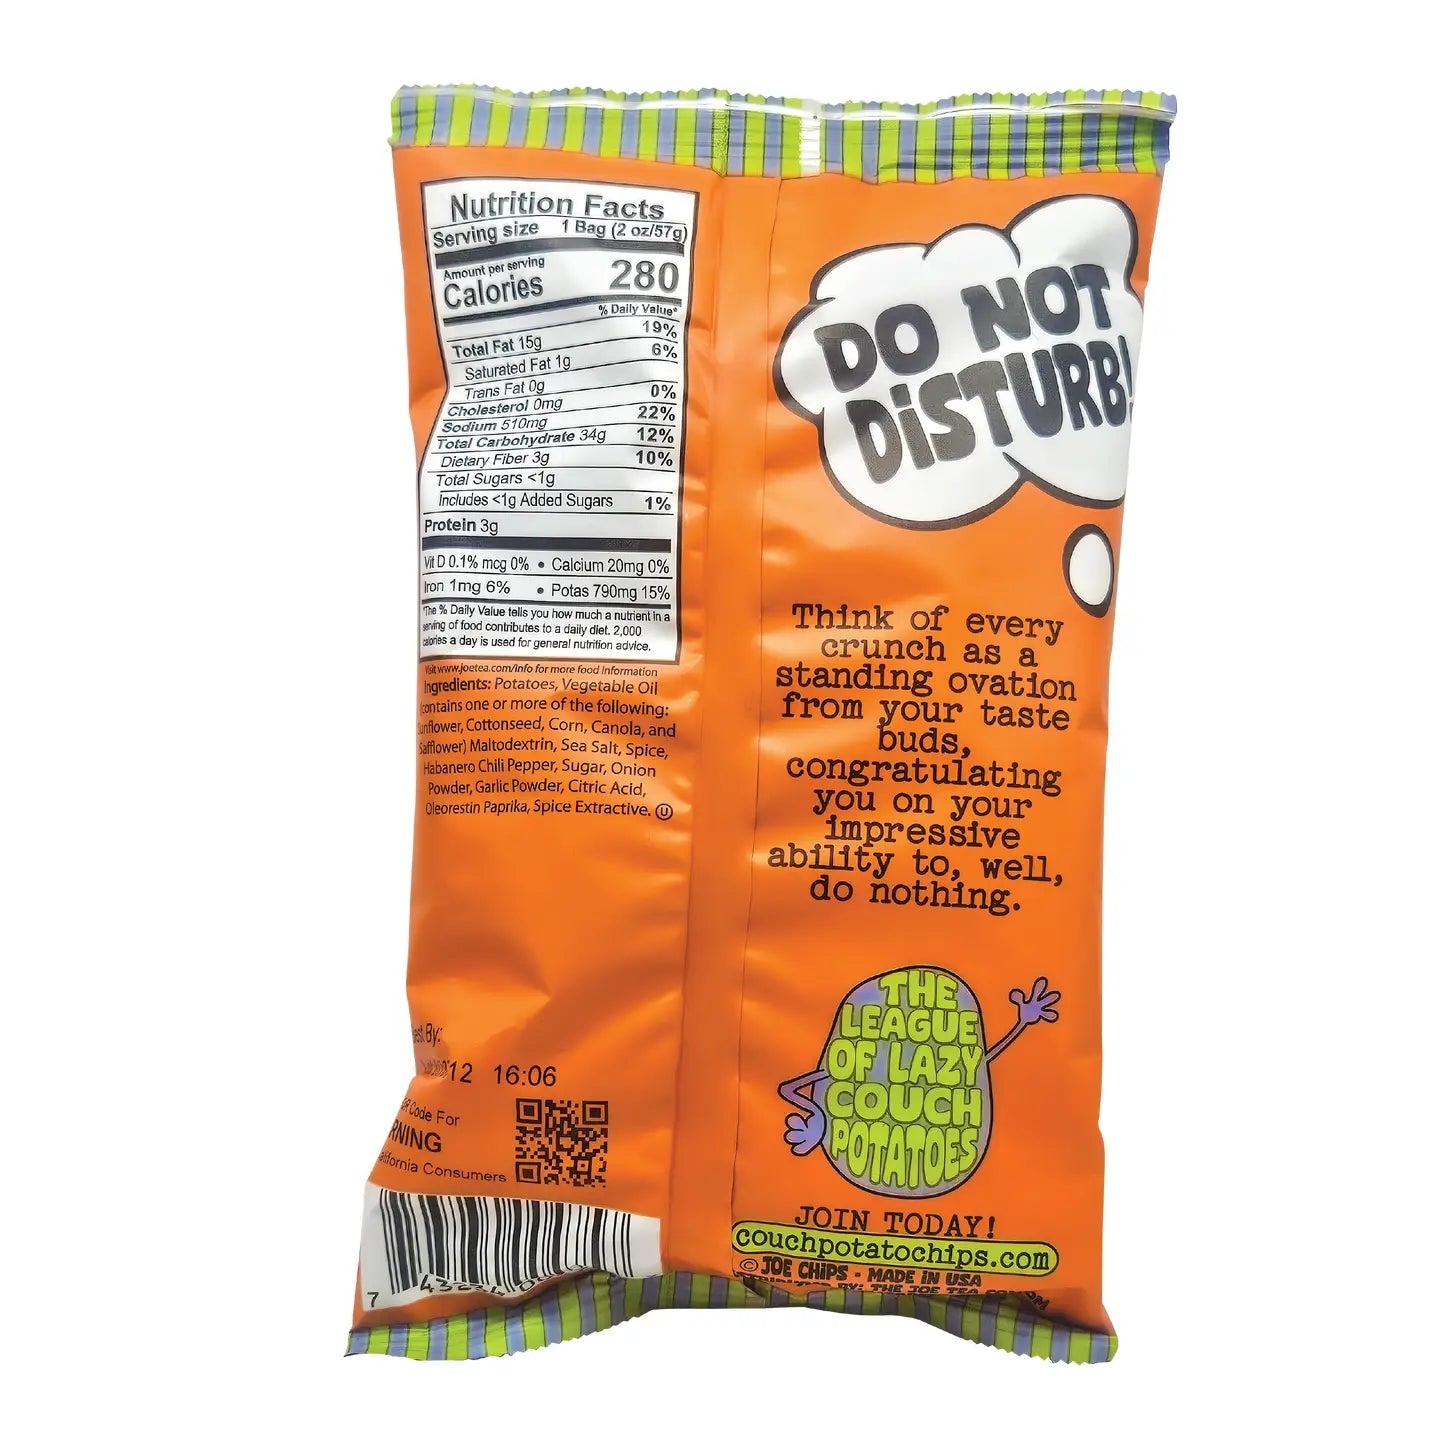 Nutrition Facts
Serving size 1 Bag (2 oz/57g)
Amount per serving
Calories 280
% Daily Value*
Total Fat 15g 19%
Saturated Fat 1g 6%
Trans Fat 0g
Cholesterol 0mg 0%
Sodium 510mg 22%
Total Carbohydrate 34g 12%
Dietary Fiber 3g 10%
Total Sugars <1g
Includes <1g Added Sugars 1%
Protein 3g
Vit D 0.1% mcg 0% • Calcium 20mg 0%
Iron 1mg 6% • Potas 790mg 15%
*The % Daily Value tells you how much a nutrient in a
serving of food contributes to a daily diet. 2,000
calories a day is used for general nutrition advice.
Visit www.joetea.com/info for more food information
Ingredients: Potatoes, Vegetable Oil
(contains one or more of the following:
Sunflower, Cottonseed, Corn, Canola, and
Safflower) Maltodextrin, Sea Salt, Spice,
Habanero Chili Pepper, Sugar, Onion
Powder, Garlic Powder, Citric Acid,
Oleorestin Paprika, Spice Extractive. Ⓤ
By:
12 16:06
Code For
RNING
California Consumers
7
DO NOT
DiSTURB!
Think of every
crunch as a
standing ovation
from your taste
buds,
congratulating
you on your
impressive
ability to, well,
do nothing.
THE
LEAGUE
OF LAZY
COUCH
POTATOES
JOIN TODAY!
couchpotatochips.com
© JOE CHIPS - MADE IN USA
BY: THE JOE TEA